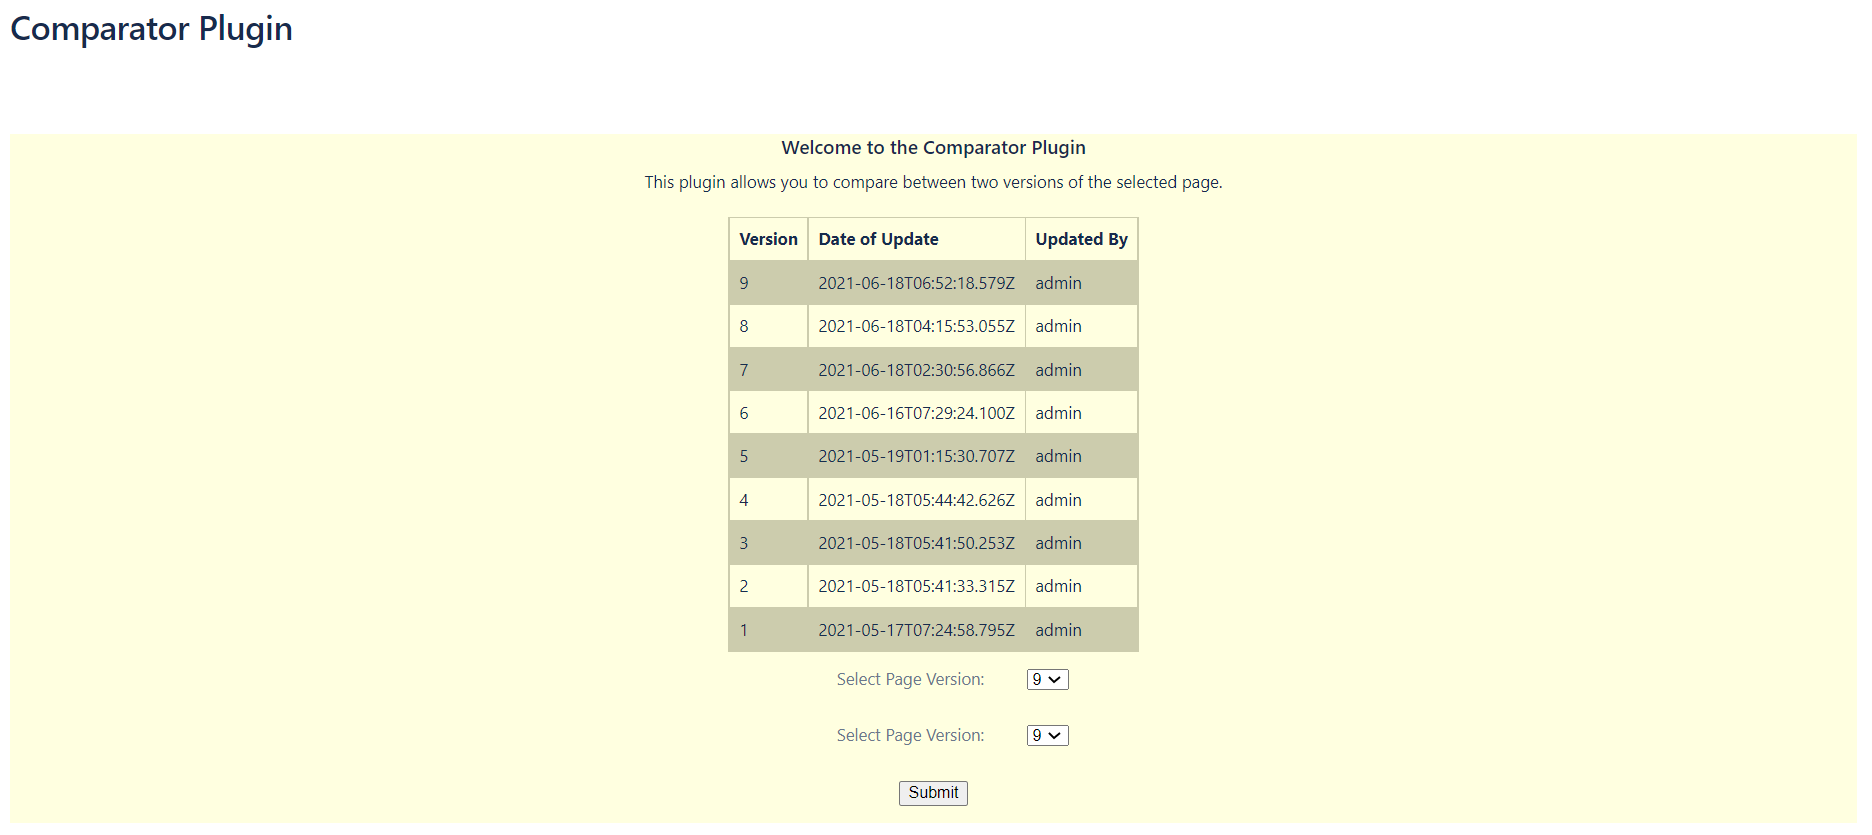 Comparator Plugin
Welcome to the Comparator Plugin
This plugin allows you to compare between two versions of the selected page.
Version Date of Update Updated By
9 2021-06-18T06:52:18.579Z admin
8 2021-06-18T04:15:53.055Z admin
7 2021-06-18T02:30:56.866Z admin
6 2021-06-16T07:29:24.100Z admin
5 2021-05-19T01:15:30.707Z admin
4 2021-05-18T05:44:42.626Z admin
3 2021-05-18T05:41:50.253Z admin
2 2021-05-18T05:41:33.315Z admin
1 2021-05-17T07:24:58.795Z admin
Select Page Version: 9
Select Page Version: 9
Submit